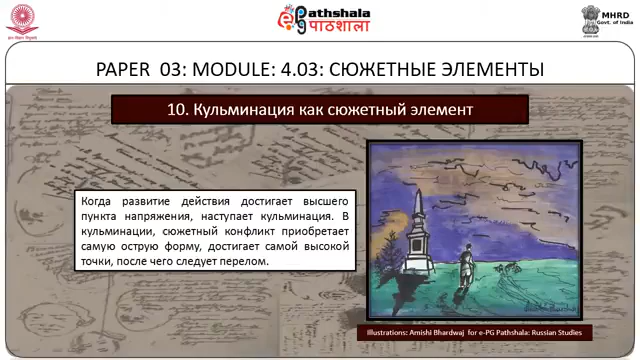 Pathshala
पाठशाला
MHRD
Govt. of India
PAPER 03: MODULE: 4.03: СЮЖЕТНЫЕ ЭЛЕМЕНТЫ
10. Кульминация как сюжетный элемент
Когда развитие действия достигает высшего
пункта напряжения, наступает кульминация. В
кульминации, сюжетный конфликт приобретает
самую острую форму, достигает самой высокой
точки, после чего следует перелом.
Illustrations: Amishi Bhardwaj for e-PG Pathshala: Russian Studies